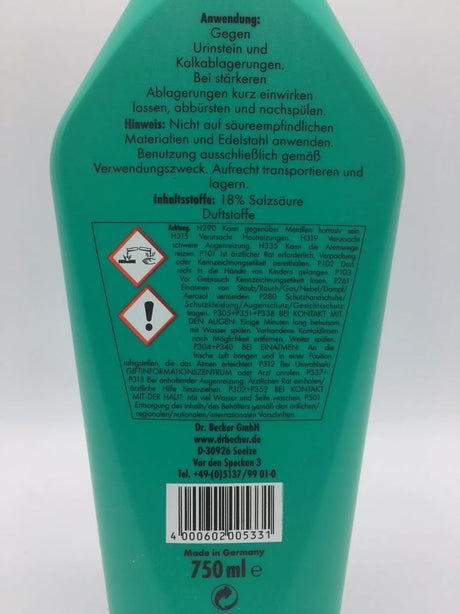 Anwendung:
Gegen
Urinstein und
Kalkablagerungen.
Bei stärkeren
Ablagerungen kurz einwirken
lassen, abbürsten und nachspülen.
Hinweis: Nicht auf säureempfindlichen
Materialien und Edelstahl anwenden.
Benutzung ausschließlich gemäß
Verwendungszweck. Aufrecht transportieren und
lagern.
Inhaltsstoffe: 18% Salzsäure
Duftstoffe
Achtung. H290 Kann gegenüber Metallen korrosiv sein.
H315 Verursacht Hautreizungen. H319 Verursacht
schwere Augenreizung. H335 Kann die Atemwege
reizen. P101 Ist ärztlicher Rat erforderlich, Verpackung
oder Kennzeichnungsetikett bereithalten. P102 Darf
nicht in die Hände von Kindern gelangen. P103
Vor Gebrauch Kennzeichnungsetikett lesen. P261
Einatmen von Staub/Rauch/Gas/Nebel/Dampf/
Aerosol vermeiden P280 Schutzhandschuhe/
Schutzkleidung/Augenschutz/Gesichtsschutz
tragen. P305+P351+P338 BEI KONTAKT MIT
DEN AUGEN: Einige Minuten lang behutsam
mit Wasser spülen. Vorhandene Kontaktlinsen
nach Möglichkeit entfernen. Weiter spülen.
P304+P340 BEI EINATMEN: An die
frische Luft bringen und in einer Position
ruhigstellen, die das Atmen erleichtert. P312 Bei Unwohlsein
GIFTINFORMATIONSZENTRUM oder Arzt anrufen. P337+
P313 Bei anhaltender Augenreizung: Ärztlichen Rat einholen/
ärztliche Hilfe hinzuziehen. P302+P352 BEI KONTAKT
MIT DER HAUT: Mit viel Wasser und Seife waschen. P501
Entsorgung des Inhalts/des Behälters gemäß den örtlichen/
regionalen/nationalen/internationalen Vorschriften.
Dr. Becher GmbH
www.drbecher.de
D-30926 Seelze
Vor den Specken 3
Tel. +49-(0)5137/99 01-0
4 000602 005331
Made in Germany
750 ml e